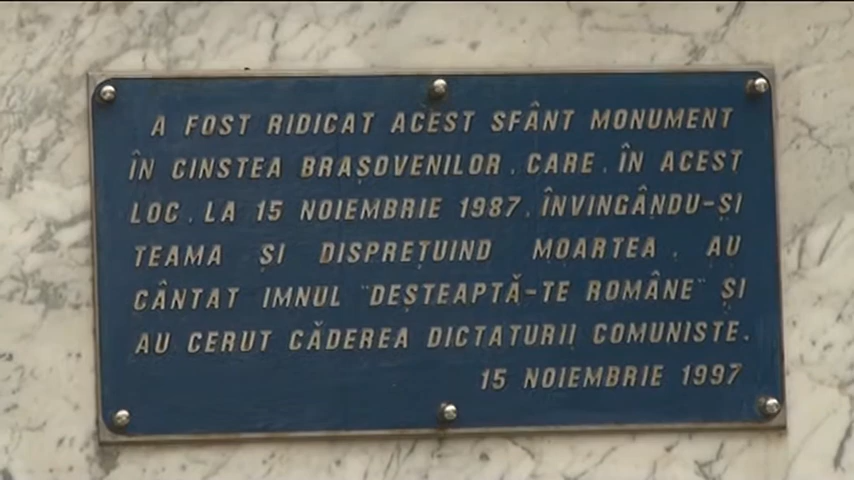 A FOST RIDICAT ACEST SFÂNT MONUMENT
ÎN CINSTEA BRAȘOVENILOR, CARE, ÎN ACEST
LOC, LA 15 NOIEMBRIE 1987, ÎNVINGÂNDU-ȘI
TEAMA ȘI DISPREȚUIND MOARTEA, AU
CÂNTAT IMNUL "DEȘTEAPTĂ-TE ROMÂNE" ȘI
AU CERUT CĂDEREA DICTATURII COMUNISTE.
15 NOIEMBRIE 1997